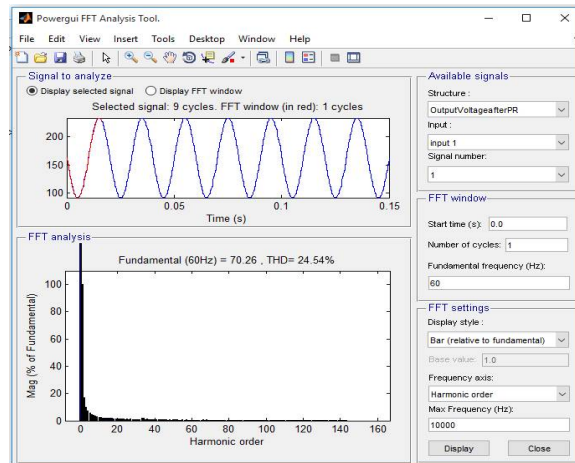 Powergui FFT Analysis Tool.
File Edit View Insert Tools Desktop Window Help
Signal to analyze
Display selected signal Display FFT window
Selected signal: 9 cycles. FFT window (in red): 1 cycles
200
150
100
0 0.05 0.1 0.15
Time (s)
FFT analysis
Fundamental (60Hz) = 70.26 , THD= 24.54%
Mag (% of Fundamental)
100
80
60
40
20
0
0 20 40 60 80 100 120 140 160
Harmonic order
Available signals
Structure :
OutputVoltageafterPR
Input :
input 1
Signal number:
1
FFT window
Start time (s): 0.0
Number of cycles: 1
Fundamental frequency (Hz):
60
FFT settings
Display style :
Bar (relative to fundamental)
Base value: 1.0
Frequency axis:
Harmonic order
Max Frequency (Hz):
10000
Display Close